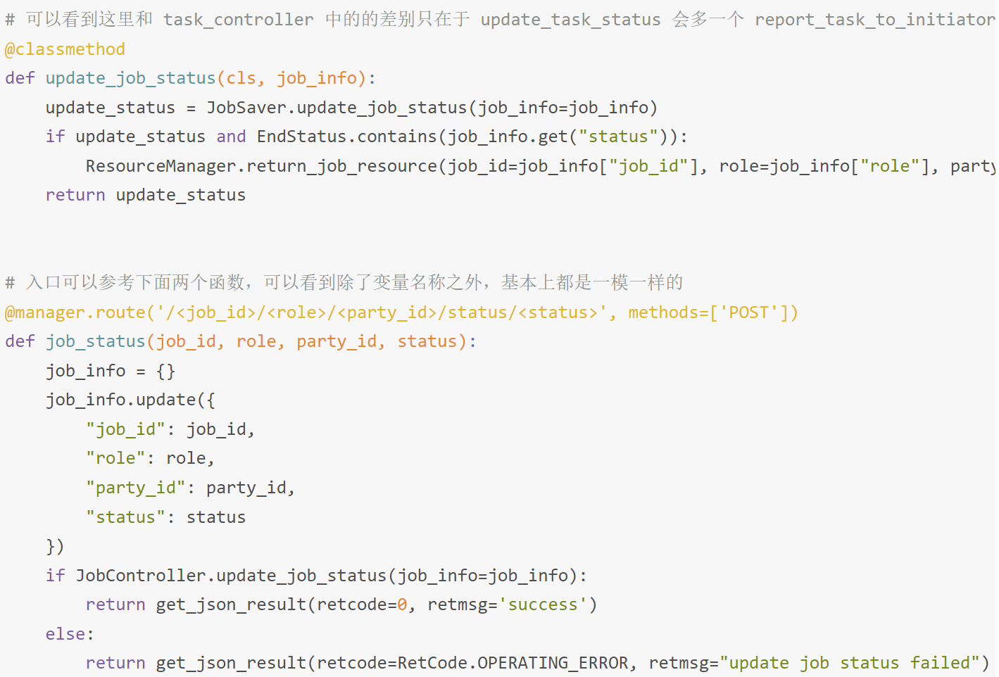 # 可以看到这里和 task_controller 中的的差别只在于 update_task_status 会多一个 report_task_to_initiator
@classmethod
def update_job_status(cls, job_info):
    update_status = JobSaver.update_job_status(job_info=job_info)
    if update_status and EndStatus.contains(job_info.get("status")):
        ResourceManager.return_job_resource(job_id=job_info["job_id"], role=job_info["role"], party
    return update_status
# 入口可以参考下面两个函数，可以看到除了变量名称之外，基本上都是一模一样的
@manager.route('/<job_id>/<role>/<party_id>/status/<status>', methods=['POST'])
def job_status(job_id, role, party_id, status):
    job_info = {}
    job_info.update({
        "job_id": job_id,
        "role": role,
        "party_id": party_id,
        "status": status
    })
    if JobController.update_job_status(job_info=job_info):
        return get_json_result(retcode=0, retmsg='success')
    else:
        return get_json_result(retcode=RetCode.OPERATING_ERROR, retmsg="update job status failed")